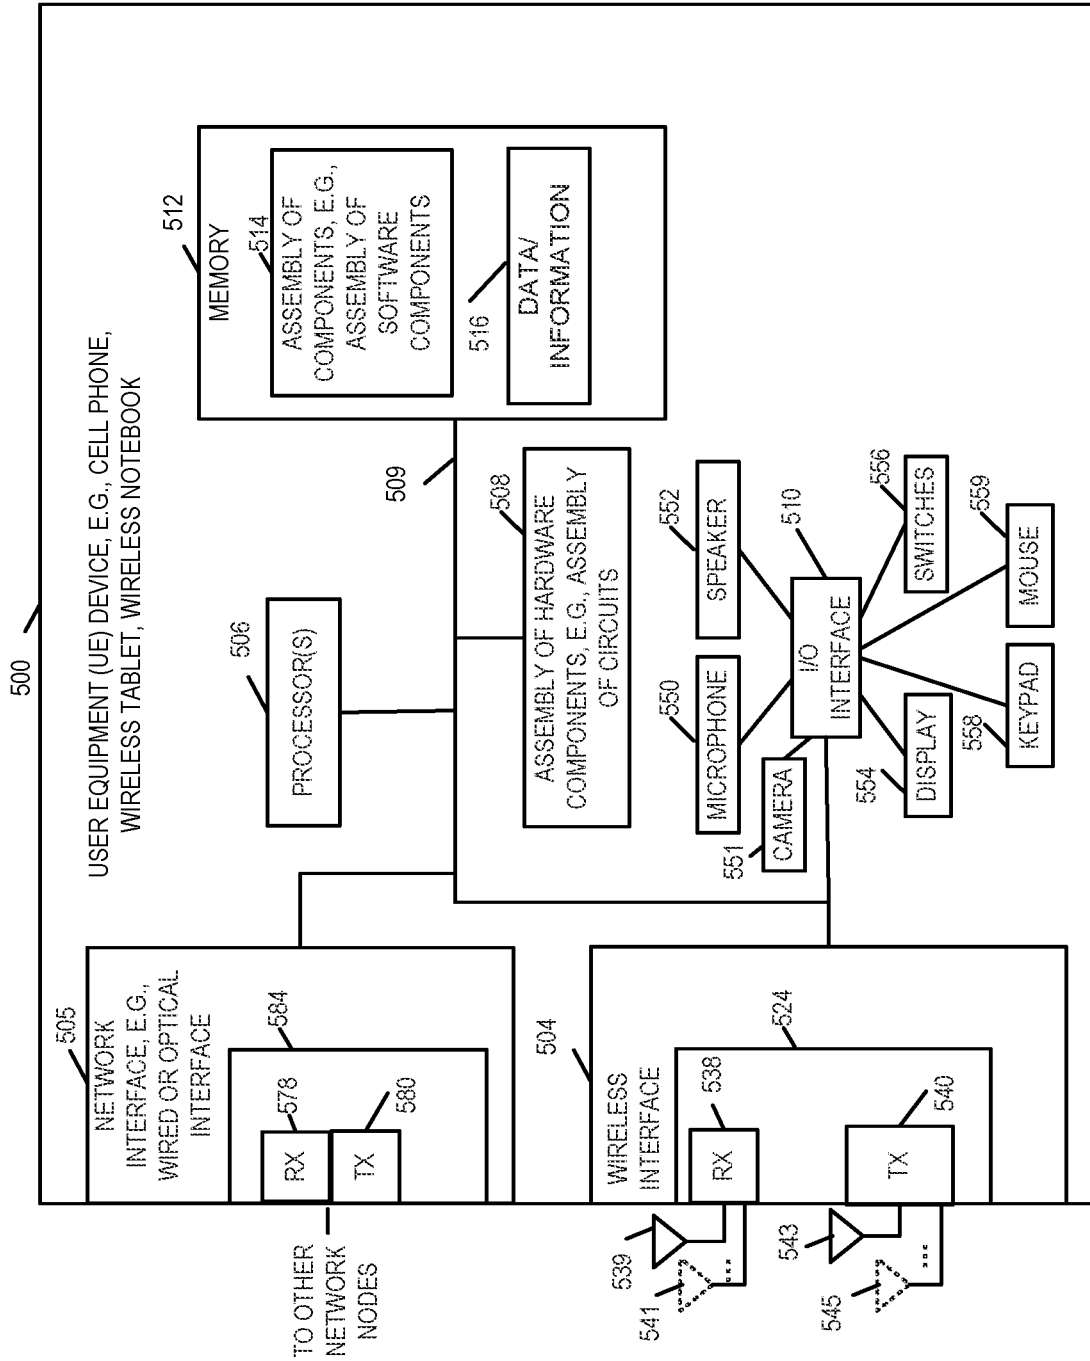 500
USER EQUIPMENT (UE) DEVICE, E.G., CELL PHONE,
WIRELESS TABLET, WIRELESS NOTEBOOK
505
NETWORK
INTERFACE, E.G.,
WIRED OR OPTICAL
INTERFACE
584
578
RX
580
TX
TO OTHER
NETWORK
NODES
506
PROCESSOR(S)
512
MEMORY
514
ASSEMBLY OF
COMPONENTS, E.G.,
ASSEMBLY OF
SOFTWARE
COMPONENTS
516
DATA/
INFORMATION
509
508
ASSEMBLY OF HARDWARE
COMPONENTS, E.G., ASSEMBLY
OF CIRCUITS
504
WIRELESS
INTERFACE
524
538
RX
540
TX
539
541
...
543
545
...
550
MICROPHONE
552
SPEAKER
551
CAMERA
510
I/O
INTERFACE
554
DISPLAY
556
SWITCHES
558
KEYPAD
559
MOUSE